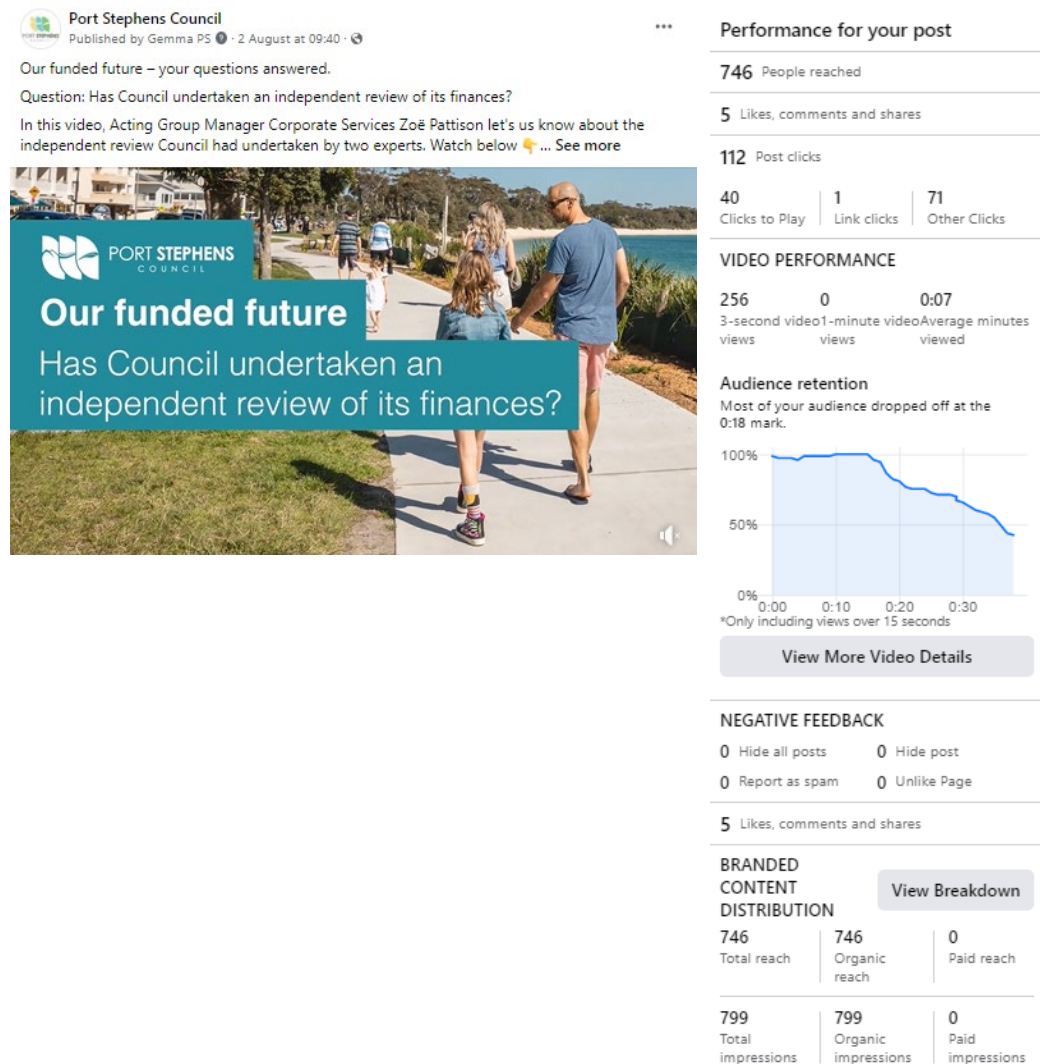 Port Stephens Council
Published by Gemma PS · 2 August at 09:40 ·
Our funded future – your questions answered.
Question: Has Council undertaken an independent review of its finances?
In this video, Acting Group Manager Corporate Services Zoë Pattison let's us know about the
independent review Council had undertaken by two experts. Watch below 👇 ... See more
PORT STEPHENS
COUNCIL
Our funded future
Has Council undertaken an
independent review of its finances?
Performance for your post
746 People reached
5 Likes, comments and shares
112 Post clicks
40 1 71
Clicks to Play Link clicks Other Clicks
VIDEO PERFORMANCE
256 0 0:07
3-second video 1-minute video Average minutes
views views viewed
Audience retention
Most of your audience dropped off at the
0:18 mark.
100%
50%
0%
0:00 0:10 0:20 0:30
*Only including views over 15 seconds
View More Video Details
NEGATIVE FEEDBACK
0 Hide all posts 0 Hide post
0 Report as spam 0 Unlike Page
5 Likes, comments and shares
BRANDED
CONTENT
DISTRIBUTION
View Breakdown
746 746 0
Total reach Organic Paid reach
reach
799 799 0
Total Organic Paid
impressions impressions impressions